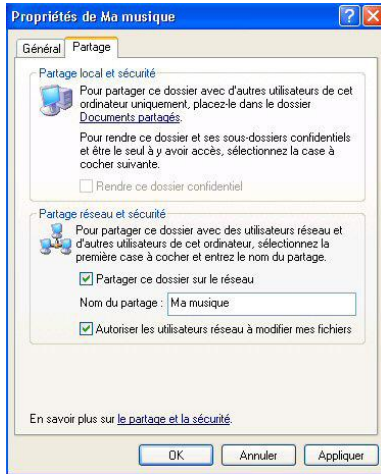 Propriétés de Ma musique
Général Partage
Partage local et sécurité
Pour partager ce dossier avec d'autres utilisateurs de cet
ordinateur uniquement, placez-le dans le dossier
Documents partagés.
Pour rendre ce dossier et ses sous-dossiers confidentiels
et être le seul à y avoir accès, sélectionnez la case à
cocher suivante.
Rendre ce dossier confidentiel
Partage réseau et sécurité
Pour partager ce dossier avec des utilisateurs réseau et
d'autres utilisateurs de cet ordinateur, sélectionnez la
première case à cocher et entrez le nom du partage.
Partager ce dossier sur le réseau
Nom du partage : Ma musique
Autoriser les utilisateurs réseau à modifier mes fichiers
En savoir plus sur le partage et la sécurité.
OK Annuler Appliquer